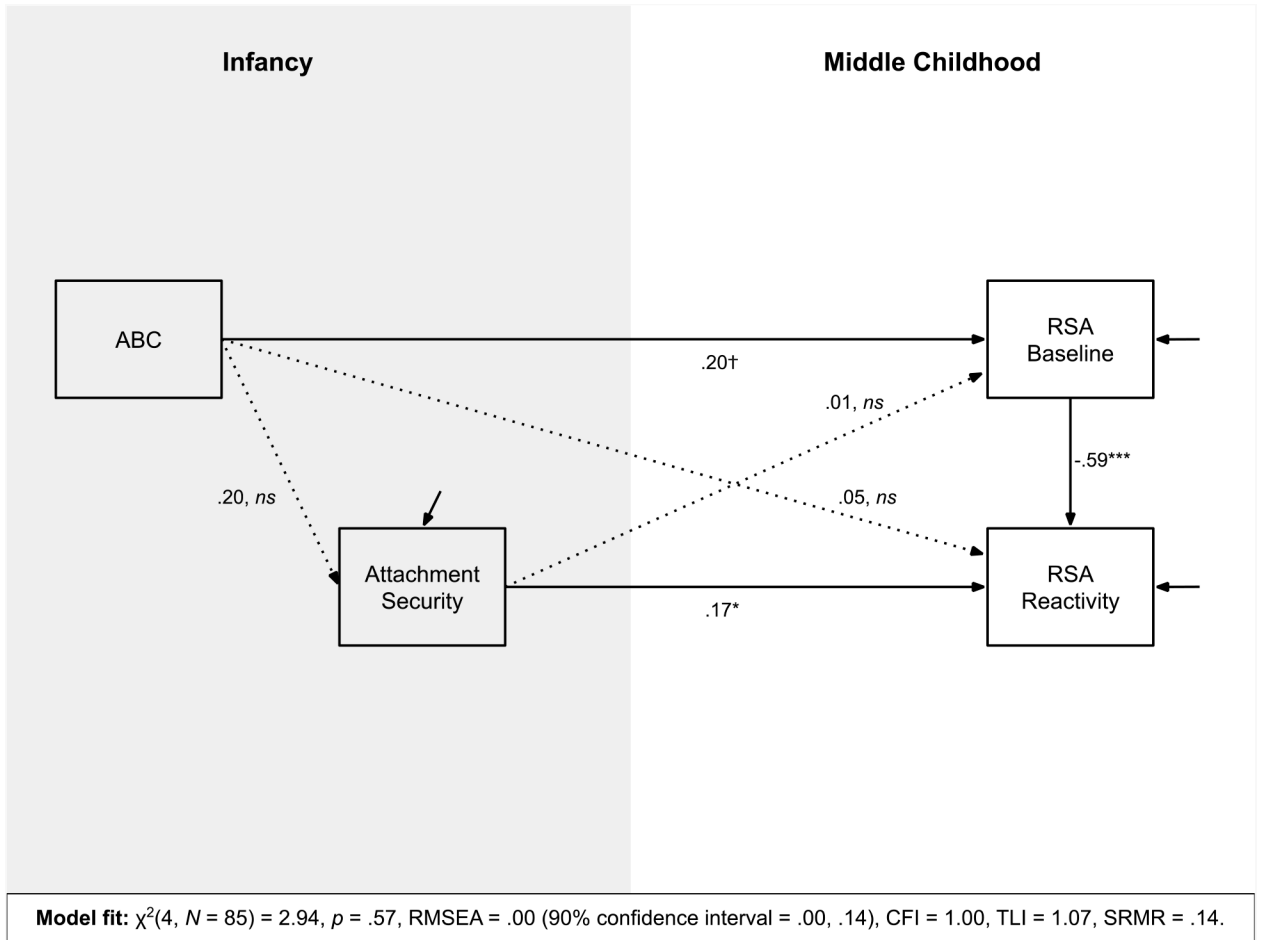 Infancy
Middle Childhood
ABC
RSA
Baseline
.20†
.01, ns
-.59***
.20, ns
.05, ns
Attachment
Security
RSA
Reactivity
.17*
Model fit: χ²(4, N = 85) = 2.94, p = .57, RMSEA = .00 (90% confidence interval = .00, .14), CFI = 1.00, TLI = 1.07, SRMR = .14.